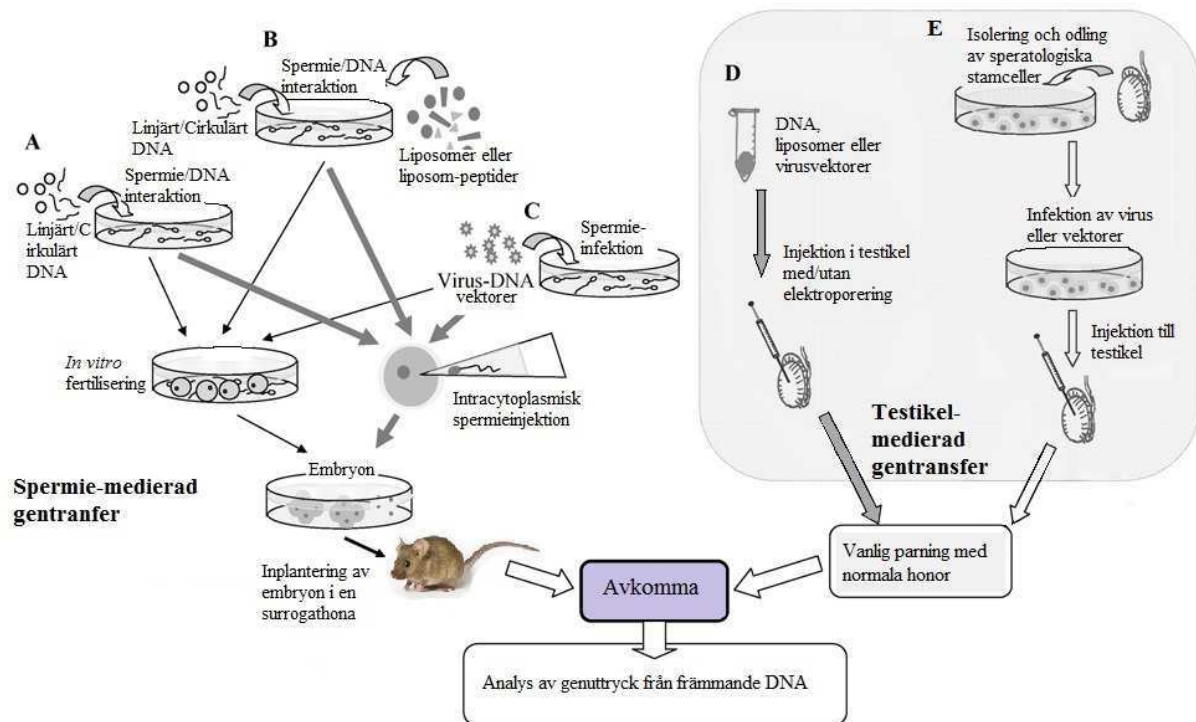 A
Linjärt/C
irkulärt
DNA
Spermie/DNA
interaktion
B
Linjärt/Cirkulärt
DNA
Spermie/DNA
interaktion
Liposomer eller
liposom-peptider
C
Virus-DNA
vektorer
Spermie-
infektion
In vitro
fertilisering
Intracytoplasmisk
spermieinjektion
Embryon
Spermie-medierad
gentranfer
Inplantering av
embryon i en
surrogathona
D
DNA,
liposomer eller
virusvektorer
Injektion i testikel
med/utan
elektroporering
E
Isolering och odling
av speratologiska
stamceller
Infektion av virus
eller vektorer
Injektion till
testikel
Testikel-
medierad
gentransfer
Vanlig parning med
normala honor
Avkomma
Analys av genuttryck från främmande DNA